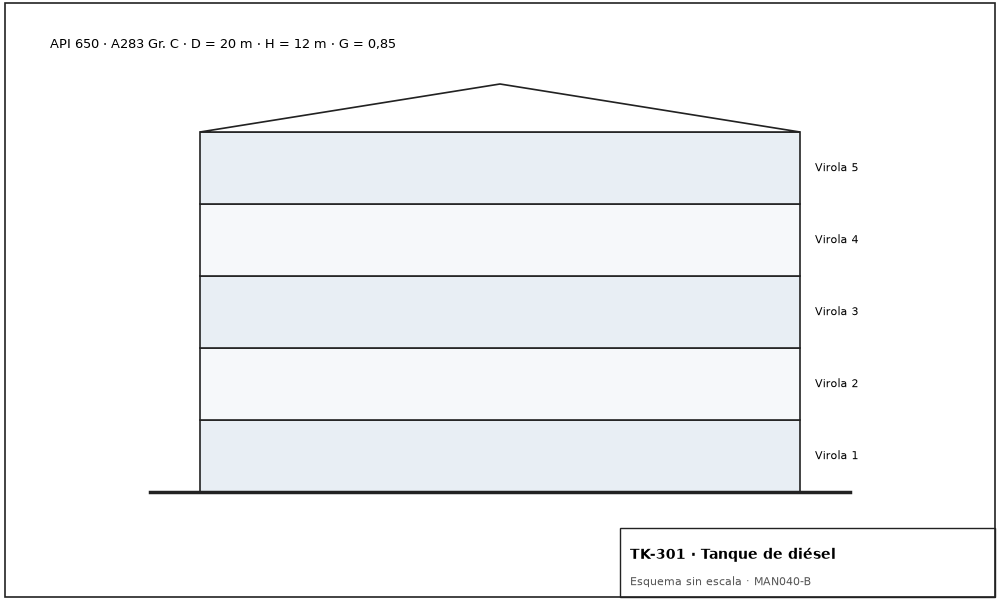 API 650 · A283 Gr. C · D = 20 m · H = 12 m · G = 0,85
Virola 5
Virola 4
Virola 3
Virola 2
Virola 1
TK-301 · Tanque de diésel
Esquema sin escala · MAN040-B